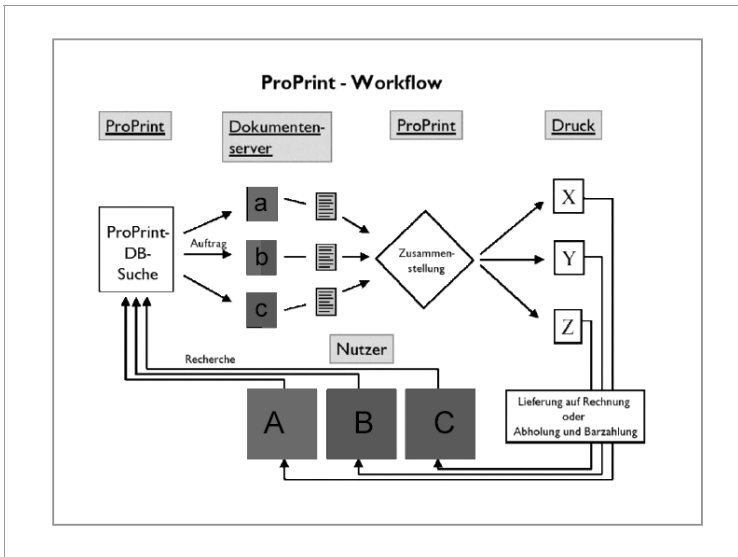 ProPrint - Workflow
ProPrint
Dokumenten-
server
ProPrint
Druck
a
X
ProPrint-
DB-
Suche
Auftrag
b
Zusammen-
stellung
Y
c
Z
Nutzer
Recherche
A
B
C
Lieferung auf Rechnung
oder
Abholung und Barzahlung